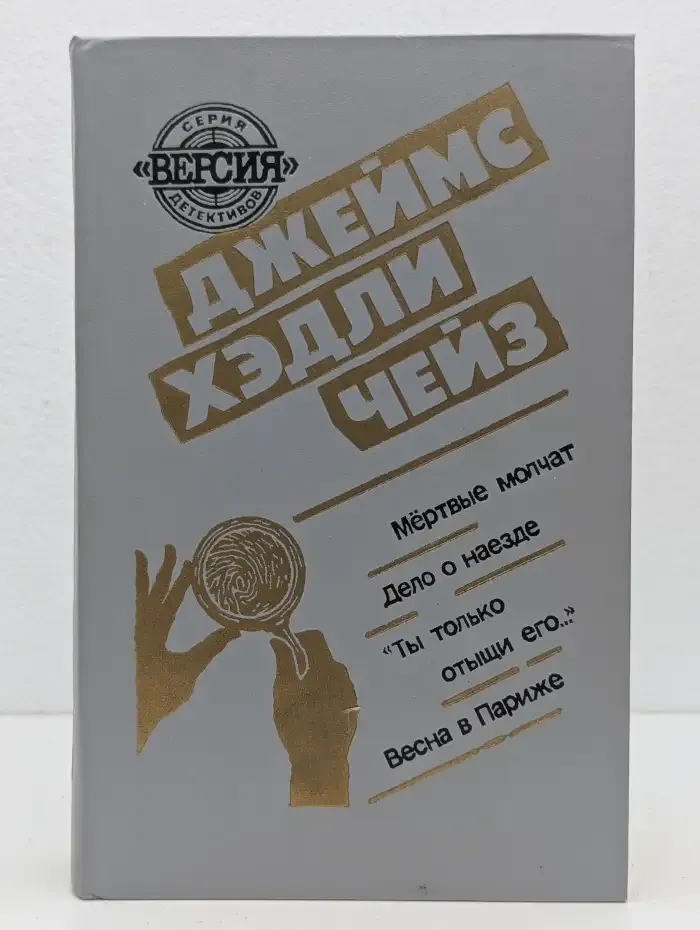 СЕРИЯ
«ВЕРСИЯ»
ДЕТЕКТИВОВ
ДЖЕЙМС
ХЭДЛИ
ЧЕЙЗ
Мёртвые молчат
Дело о наезде
«Ты только
отыщи его...»
Весна в Париже